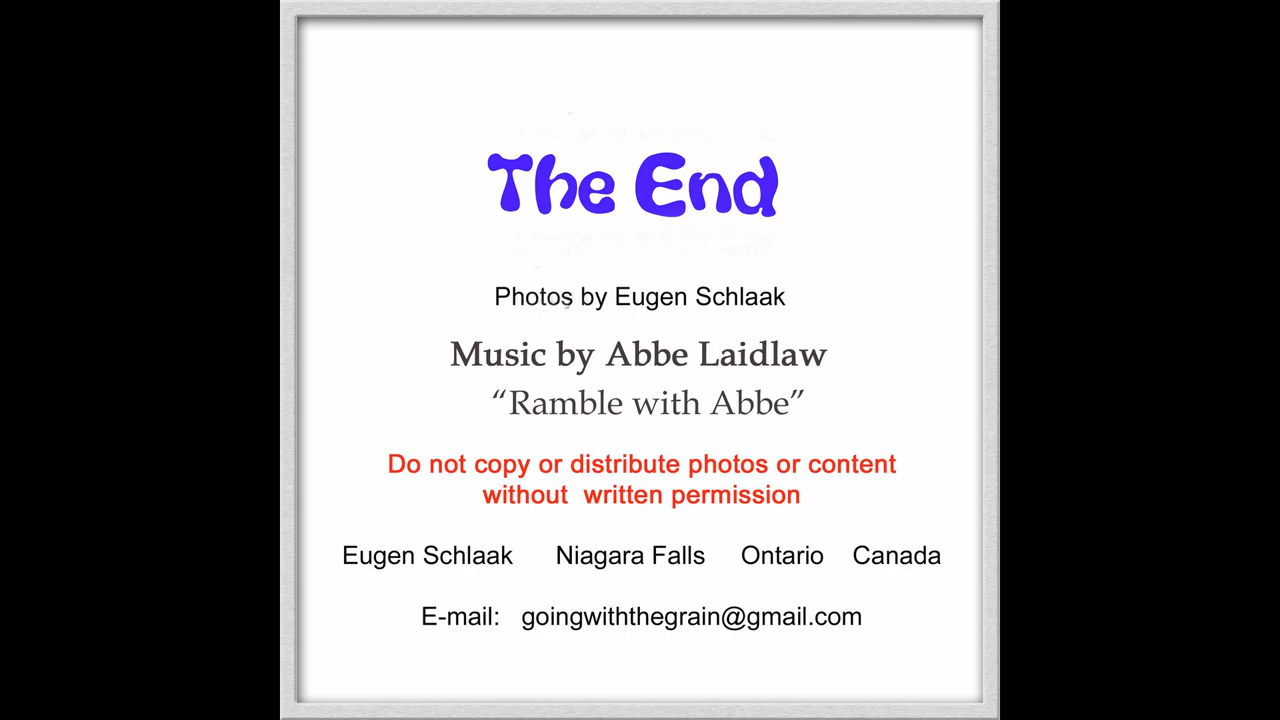 The End
Photos by Eugen Schlaak
Music by Abbe Laidlaw
“Ramble with Abbe”
Do not copy or distribute photos or content
without written permission
Eugen Schlaak Niagara Falls Ontario Canada
E-mail: goingwiththegrain@gmail.com